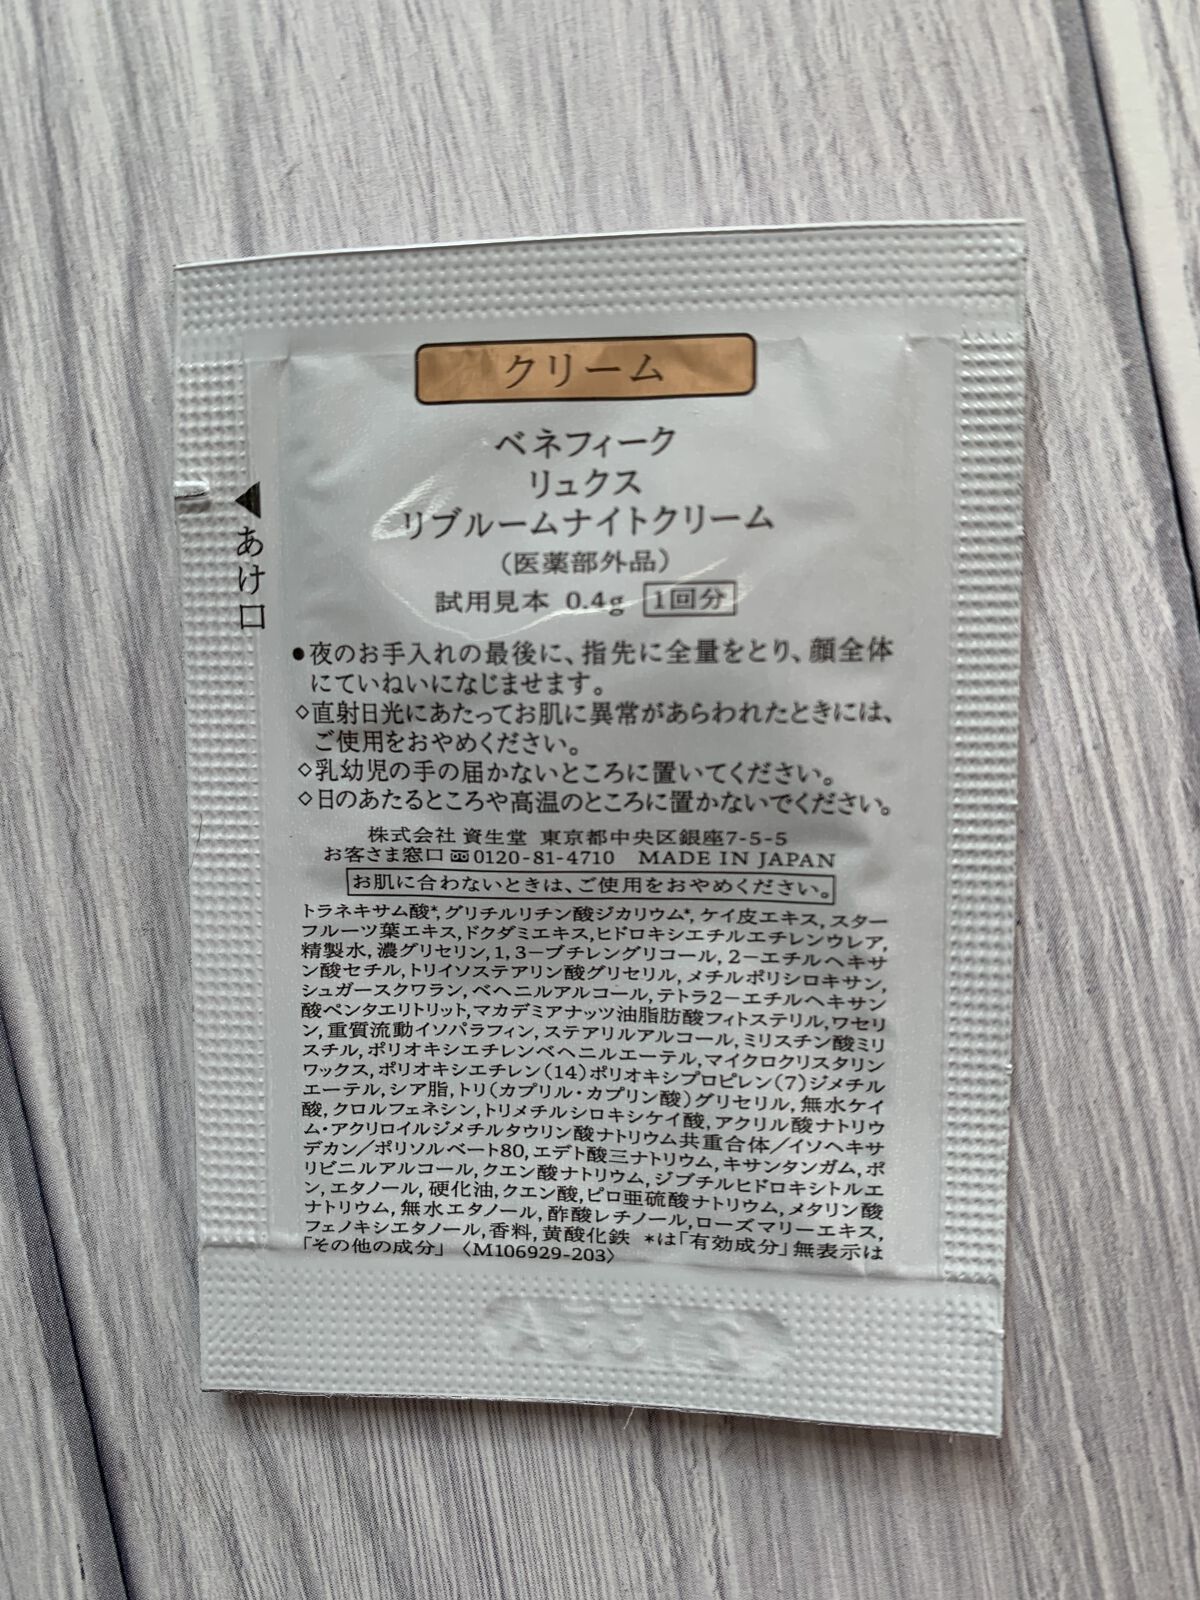 クリーム
ベネフィーク
リュクス
リブルームナイトクリーム
(医薬部外品)
試用見本 0.4g 1回分
◀あけ口
●夜のお手入れの最後に、指先に全量をとり、顔全体
にていねいになじませます。
◇直射日光にあたってお肌に異常があらわれたときには、
ご使用をおやめください。
◇乳幼児の手の届かないところに置いてください。
◇日のあたるところや高温のところに置かないでください。
株式会社 資生堂 東京都中央区銀座7-5-5
お客さま窓口 0120-81-4710 MADE IN JAPAN
お肌に合わないときは、ご使用をおやめください。
トラネキサム酸*,グリチルリチン酸ジカリウム*,ケイ皮エキス,スター
フルーツ葉エキス,ドクダミエキス,ヒドロキシエチルエチレンウレア,
精製水,濃グリセリン,1,3−ブチレングリコール,2−エチルヘキサ
ン酸セチル,トリイソステアリン酸グリセリル,メチルポリシロキサン,
シュガースクワラン,ベヘニルアルコール,テトラ2−エチルヘキサン
酸ペンタエリトリット,マカデミアナッツ油脂肪酸フィトステリル,ワセリ
ン,重質流動イソパラフィン,ステアリルアルコール,ミリスチン酸ミリ
スチル,ポリオキシエチレンベヘニルエーテル,マイクロクリスタリン
ワックス,ポリオキシエチレン(14)ポリオキシプロピレン(7)ジメチル
エーテル,シア脂,トリ(カプリル・カプリン酸)グリセリル,無水ケイ
酸,クロルフェネシン,トリメチルシロキシケイ酸,アクリル酸ナトリウ
ム・アクリロイルジメチルタウリン酸ナトリウム共重合体/イソヘキサ
デカン/ポリソルベート80,エデト酸三ナトリウム,キサンタンガム,ポ
リビニルアルコール,クエン酸ナトリウム,ジブチルヒドロキシトルエ
ン,エタノール,硬化油,クエン酸,ピロ亜硫酸ナトリウム,メタリン酸
ナトリウム,無水エタノール,酢酸レチノール,ローズマリーエキス,
フェノキシエタノール,香料,黄酸化鉄 *は「有効成分」無表示は
「その他の成分」〈M106929-203〉